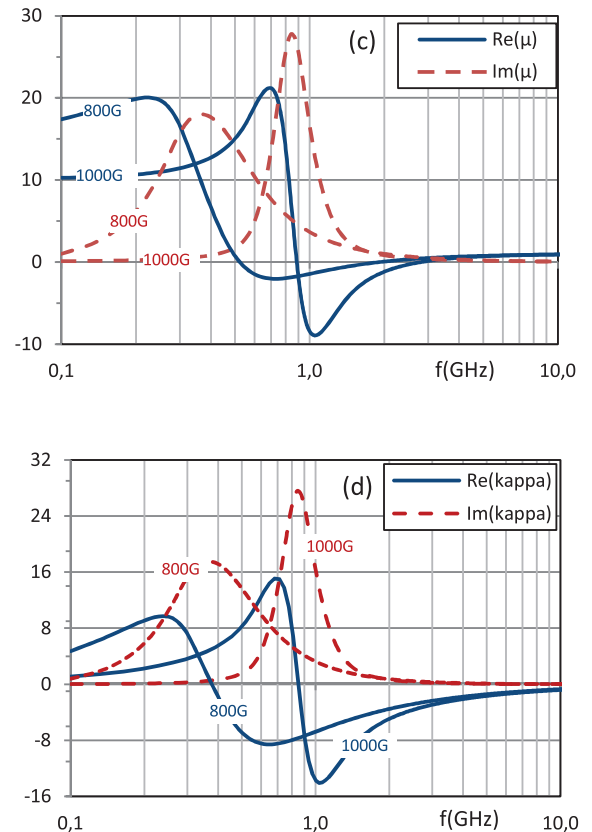 30
(c)
Re(μ)
Im(μ)
20
800G
10
1000G
800G
1000G
0
-10
0,1
1,0
f(GHz)
10,0
32
(d)
Re(kappa)
Im(kappa)
24
1000G
16
800G
8
0
800G
-8
1000G
-16
0,1
1,0
f(GHz)
10,0